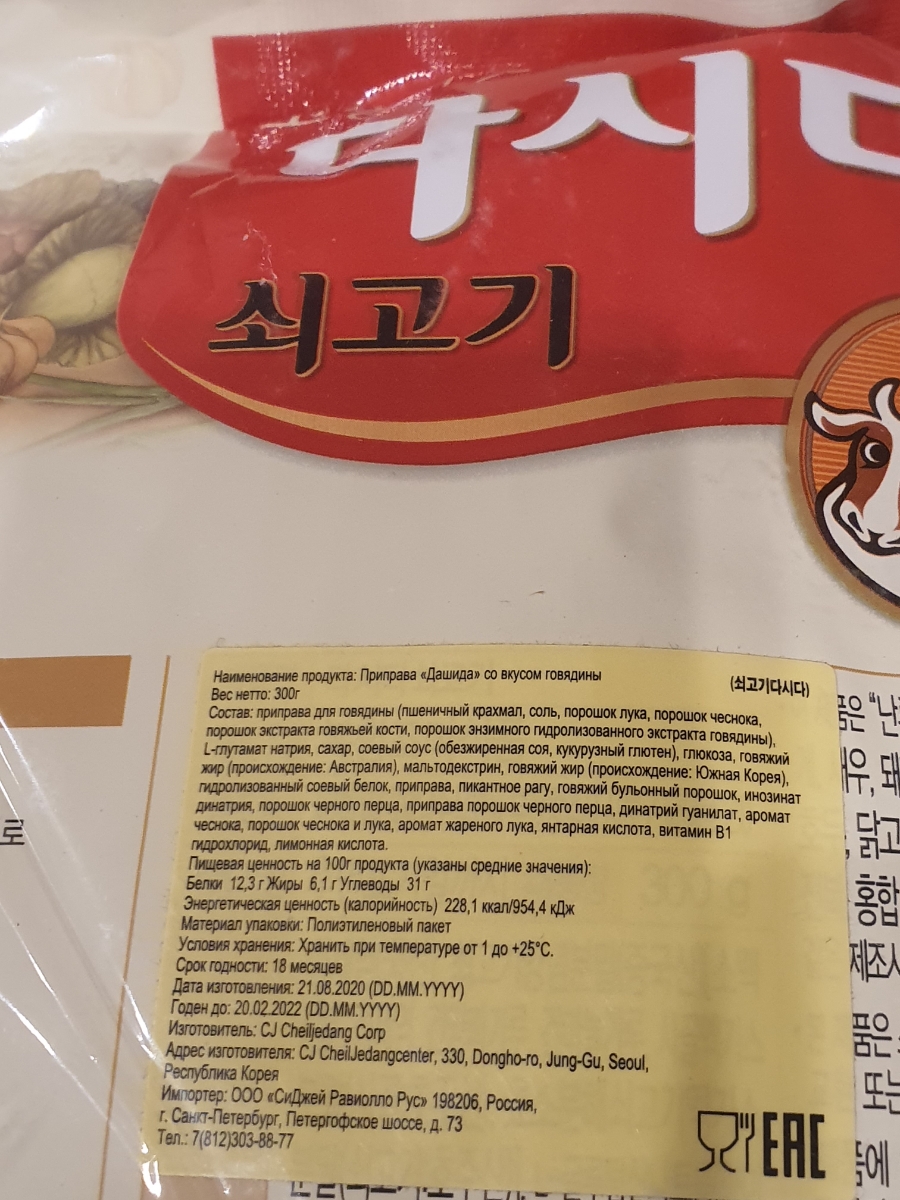 다시다
쇠고기
Наименование продукта: Приправа «Дашида» со вкусом говядины
(쇠고기다시다)
Вес нетто: 300г
Состав: приправа для говядины (пшеничный крахмал, соль, порошок лука, порошок чеснока,
порошок экстракта говяжьей кости, порошок энзимного гидролизованного экстракта говядины),
L-глутамат натрия, сахар, соевый соус (обезжиренная соя, кукурузный глютен), глюкоза, говяжий
жир (происхождение: Австралия), мальтодекстрин, говяжий жир (происхождение: Южная Корея),
гидролизованный соевый белок, приправа, пикантное рагу, говяжий бульонный порошок, инозинат
динатрия, порошок черного перца, приправа порошок черного перца, динатрий гуанилат, аромат
чеснока, порошок чеснока и лука, аромат жареного лука, янтарная кислота, витамин B1
гидрохлорид, лимонная кислота.
Пищевая ценность на 100г продукта (указаны средние значения):
Белки 12,3 г Жиры 6,1 г Углеводы 31 г
Энергетическая ценность (калорийность) 228,1 ккал/954,4 кДж
Материал упаковки: Полиэтиленовый пакет
Условия хранения: Хранить при температуре от 1 до +25°C.
Срок годности: 18 месяцев
Дата изготовления: 21.08.2020 (DD.MM.YYYY)
Годен до: 20.02.2022 (DD.MM.YYYY)
Изготовитель: CJ Cheiljedang Corp
Адрес изготовителя: CJ CheilJedangcenter, 330, Dongho-ro, Jung-Gu, Seoul,
Республика Корея
Импортер: ООО «СиДжей Равиолло Рус» 198206, Россия,
г. Санкт-Петербург, Петергофское шоссе, д. 73
Тел.: 7(812)303-88-77
EAC
로